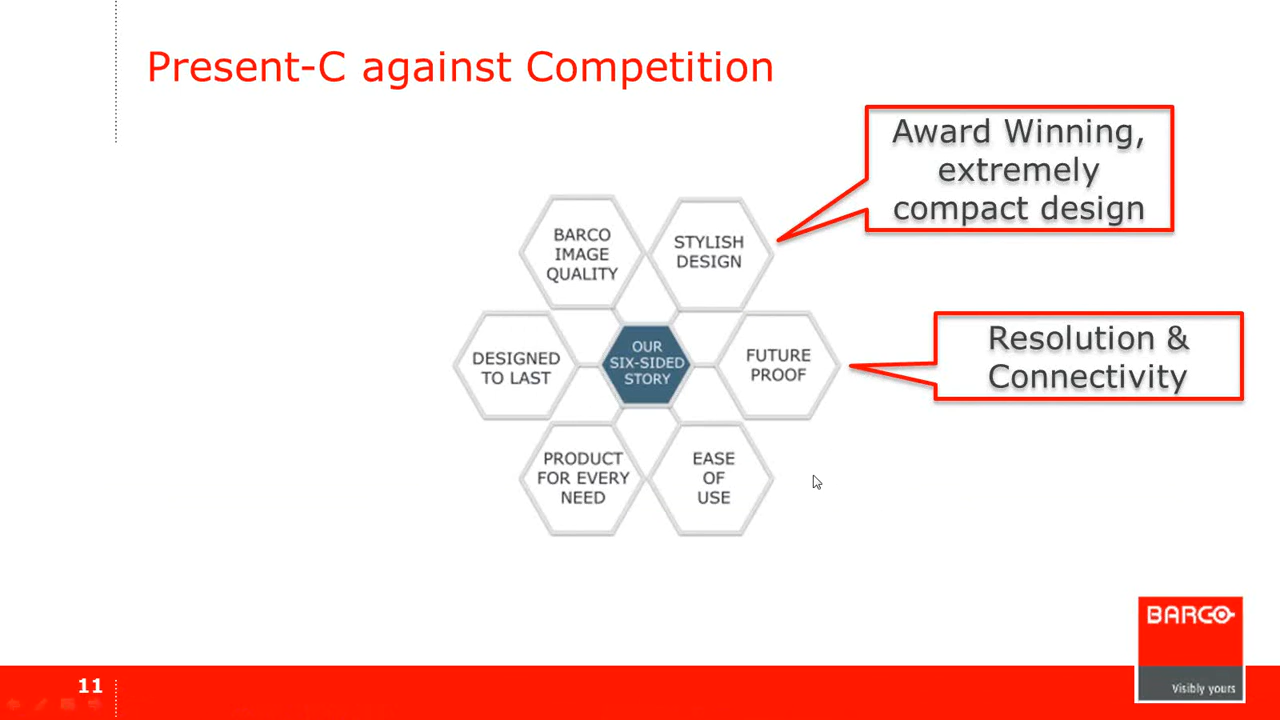 Present-C against Competition
Award Winning,
extremely
compact design
BARCO
IMAGE
QUALITY
STYLISH
DESIGN
DESIGNED
TO LAST
OUR
SIX-SIDED
STORY
FUTURE
PROOF
Resolution &
Connectivity
PRODUCT
FOR EVERY
NEED
EASE
OF
USE
BARCO
Visibly yours
11